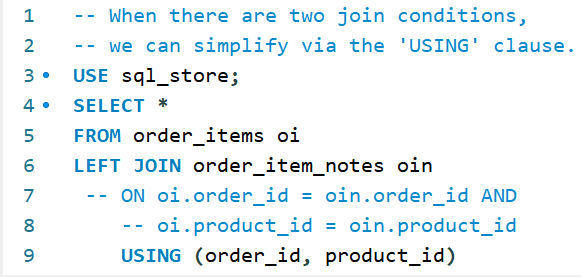 1 -- When there are two join conditions,
2 -- we can simplify via the 'USING' clause.
3 • USE sql_store;
4 • SELECT *
5 FROM order_items oi
6 LEFT JOIN order_item_notes oin
7 -- ON oi.order_id = oin.order_id AND
8 -- oi.product_id = oin.product_id
9 USING (order_id, product_id)